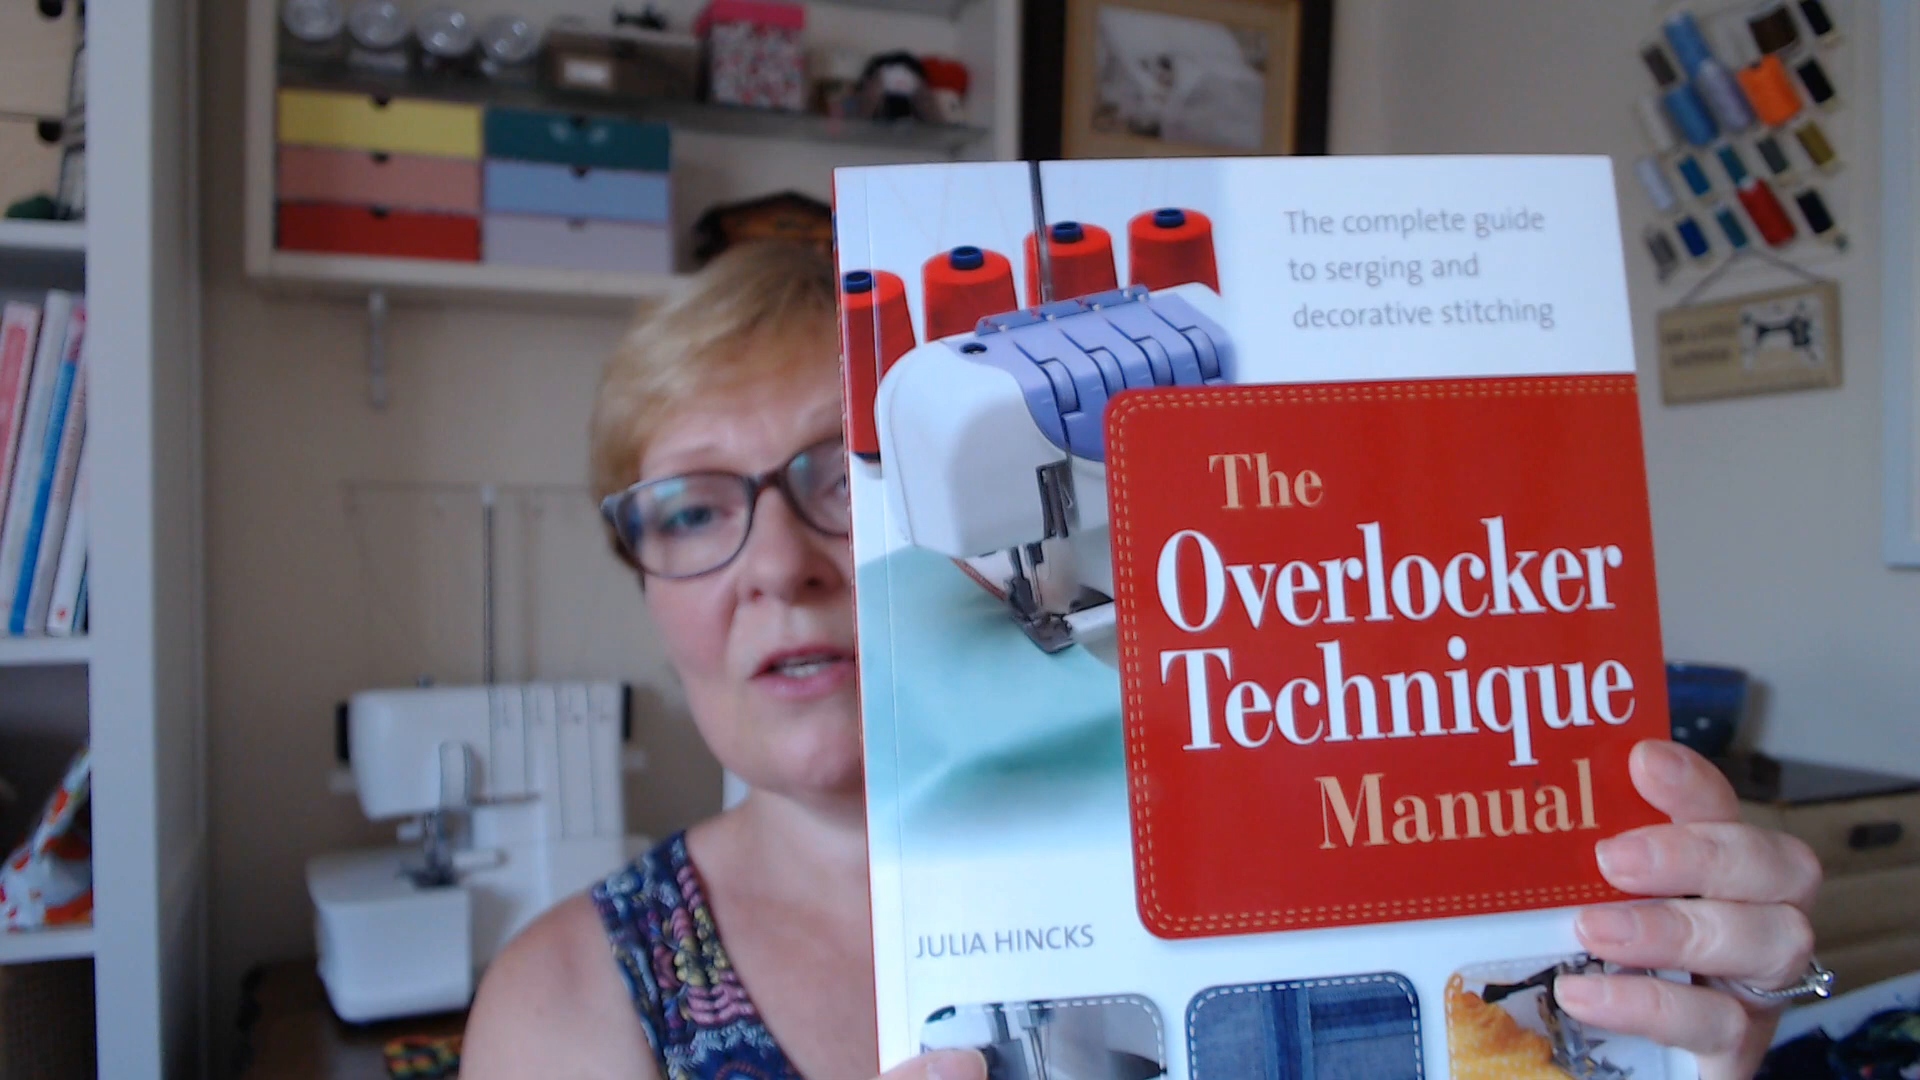 The complete guide
to serging and
decorative stitching
The
Overlocker
Technique
Manual
JULIA HINCKS